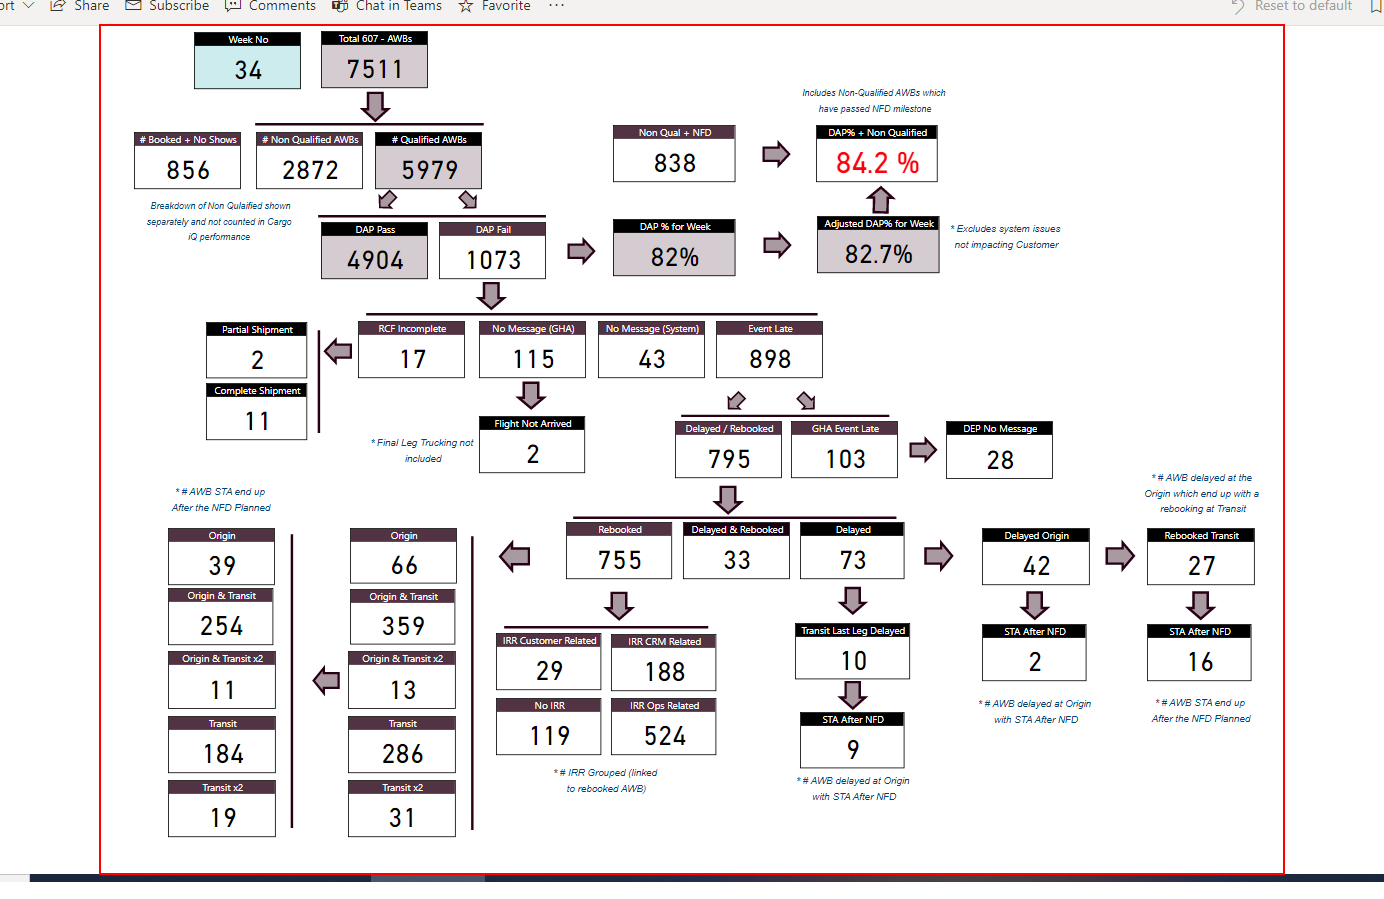 Share
Subscribe
Comments
Chat in Teams
Favorite
...
Reset to default
Week No
34
Total 607 - AWBs
7511
Includes Non-Qualified AWBs which
have passed NFD milestone
# Booked + No Shows
856
# Non Qualified AWBs
2872
# Qualified AWBs
5979
Non Qual + NFD
838
DAP% + Non Qualified
84.2 %
Breakdown of Non Qulaified shown
separately and not counted in Cargo
iQ performance
DAP Pass
4904
DAP Fail
1073
DAP % for Week
82%
Adjusted DAP% for Week
82.7%
* Excludes system issues
not impacting Customer
Partial Shipment
2
Complete Shipment
11
RCF Incomplete
17
No Message (GHA)
115
No Message (System)
43
Event Late
898
* Final Leg Trucking not
included
Flight Not Arrived
2
Delayed / Rebooked
795
GHA Event Late
103
DEP No Message
28
* # AWB STA end up
After the NFD Planned
* # AWB delayed at the
Origin which end up with a
rebooking at Transit
Origin
39
Origin & Transit
254
Origin & Transit x2
11
Transit
184
Transit x2
19
Origin
66
Origin & Transit
359
Origin & Transit x2
13
Transit
286
Transit x2
31
Rebooked
755
Delayed & Rebooked
33
Delayed
73
Delayed Origin
42
Rebooked Transit
27
IRR Customer Related
29
IRR CRM Related
188
No IRR
119
IRR Ops Related
524
* # IRR Grouped (linked
to rebooked AWB)
Transit Last Leg Delayed
10
STA After NFD
9
* # AWB delayed at Origin
with STA After NFD
STA After NFD
2
* # AWB delayed at Origin
with STA After NFD
STA After NFD
16
* # AWB STA end up
After the NFD Planned